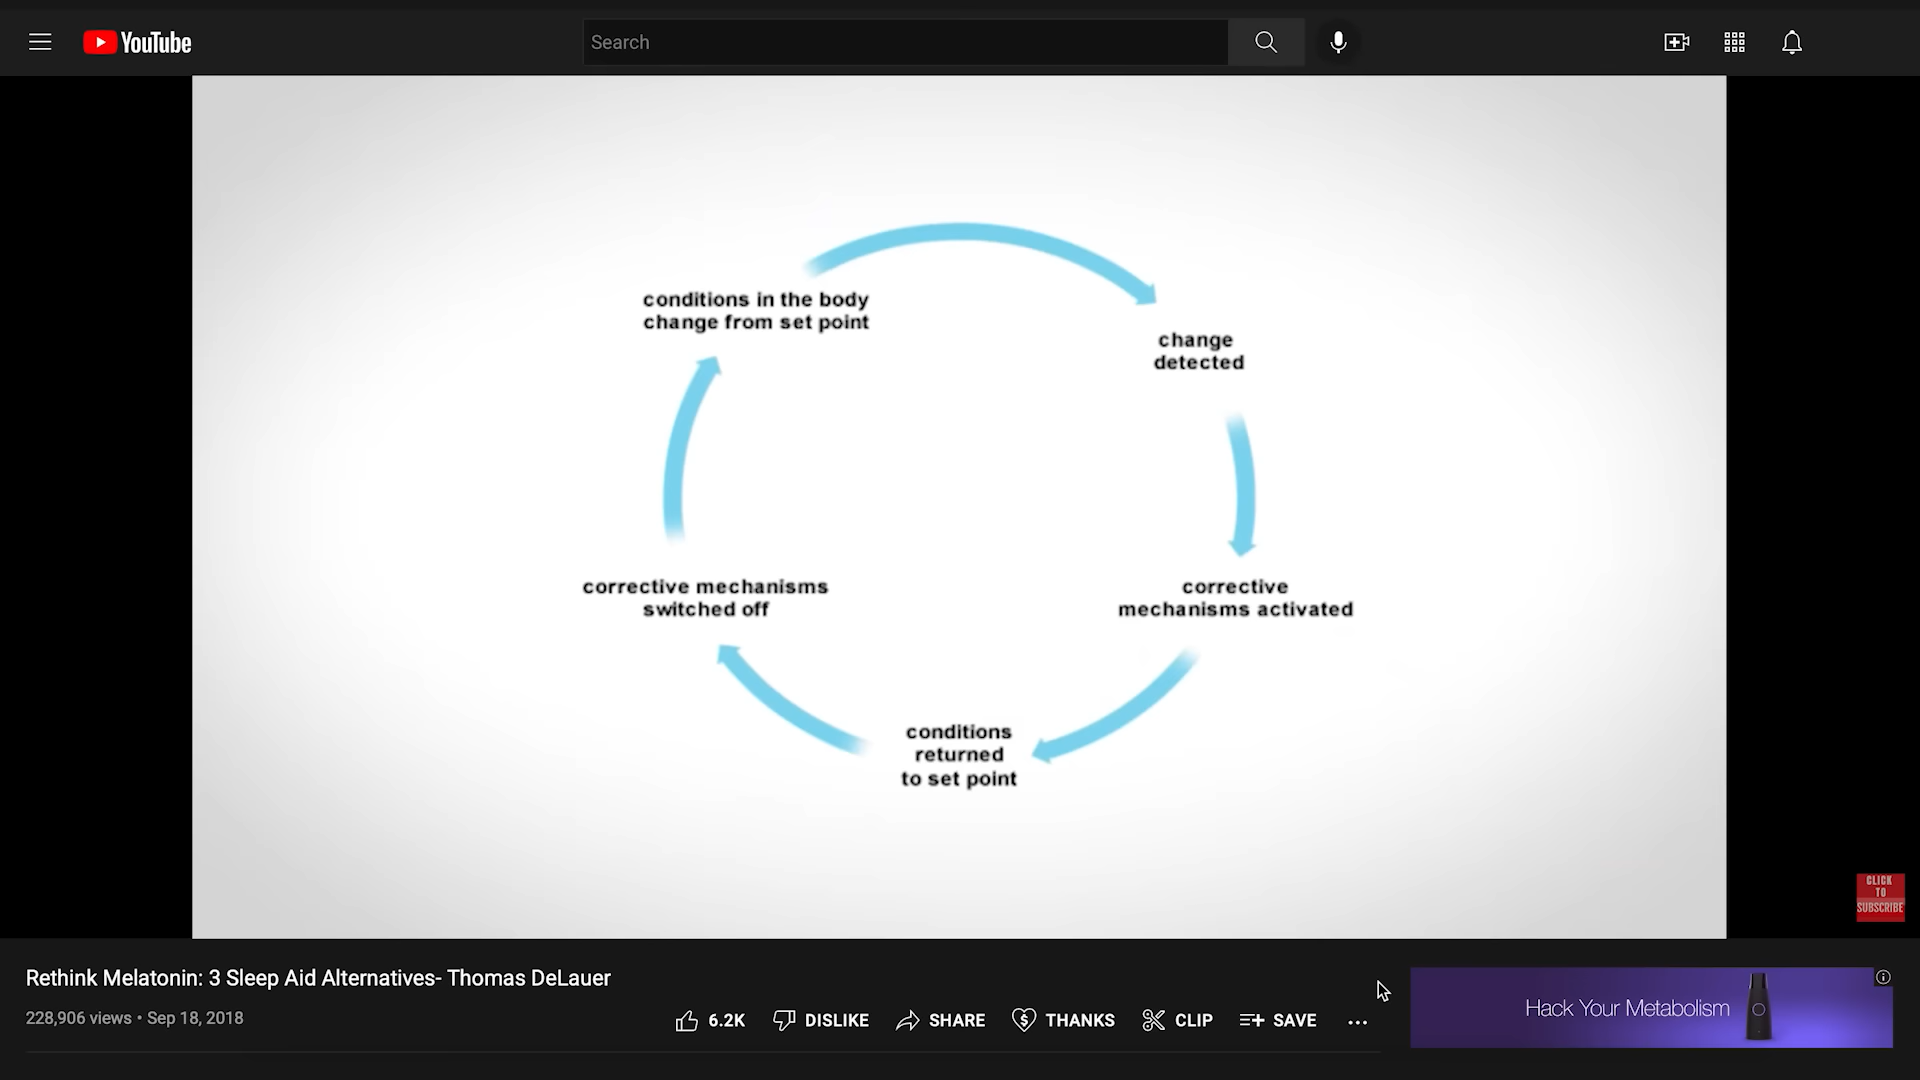 YouTube
Search
conditions in the body
change from set point
change
detected
corrective mechanisms
switched off
corrective
mechanisms activated
conditions
returned
to set point
CLICK
TO
SUBSCRIBE
Rethink Melatonin: 3 Sleep Aid Alternatives- Thomas DeLauer
228,906 views • Sep 18, 2018
6.2K DISLIKE SHARE THANKS CLIP SAVE
Hack Your Metabolism